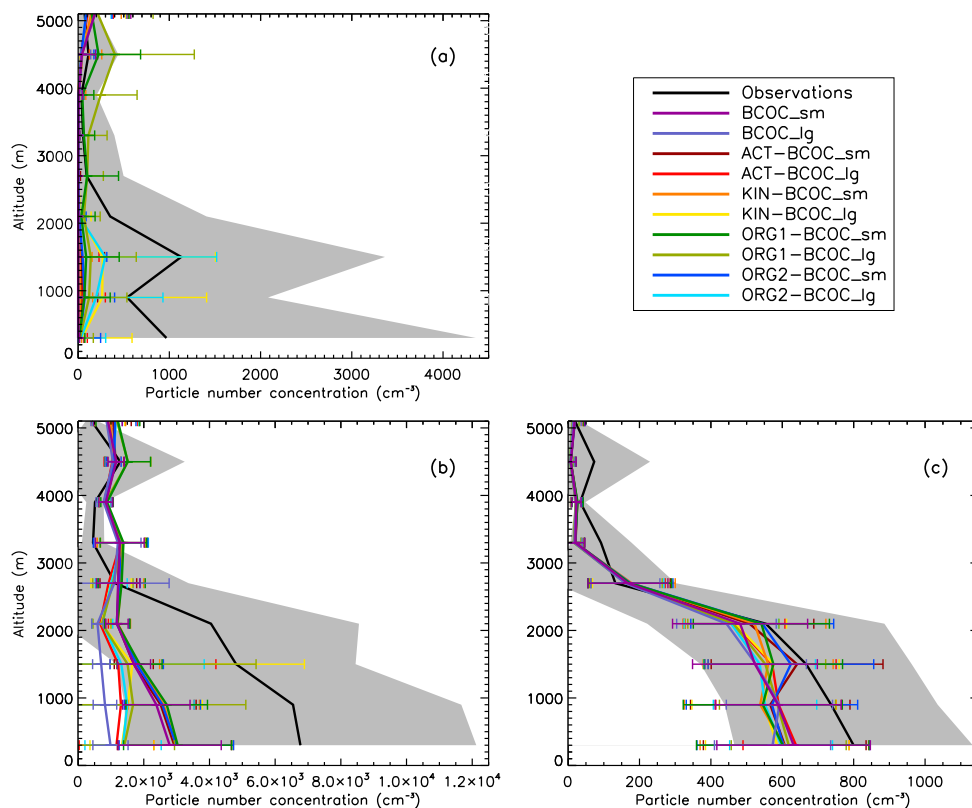 5000
4000
3000
2000
1000
0
Altitude (m)
(a)
0 1000 2000 3000 4000
Particle number concentration (cm⁻³)
Observations
BCOC_sm
BCOC_lg
ACT-BCOC_sm
ACT-BCOC_lg
KIN-BCOC_sm
KIN-BCOC_lg
ORG1-BCOC_sm
ORG1-BCOC_lg
ORG2-BCOC_sm
ORG2-BCOC_lg
5000
4000
3000
2000
1000
0
Altitude (m)
(b)
0 2.0×10³ 4.0×10³ 6.0×10³ 8.0×10³ 1.0×10⁴ 1.2×10⁴
Particle number concentration (cm⁻³)
5000
4000
3000
2000
1000
0
Altitude (m)
(c)
0 200 400 600 800 1000
Particle number concentration (cm⁻³)